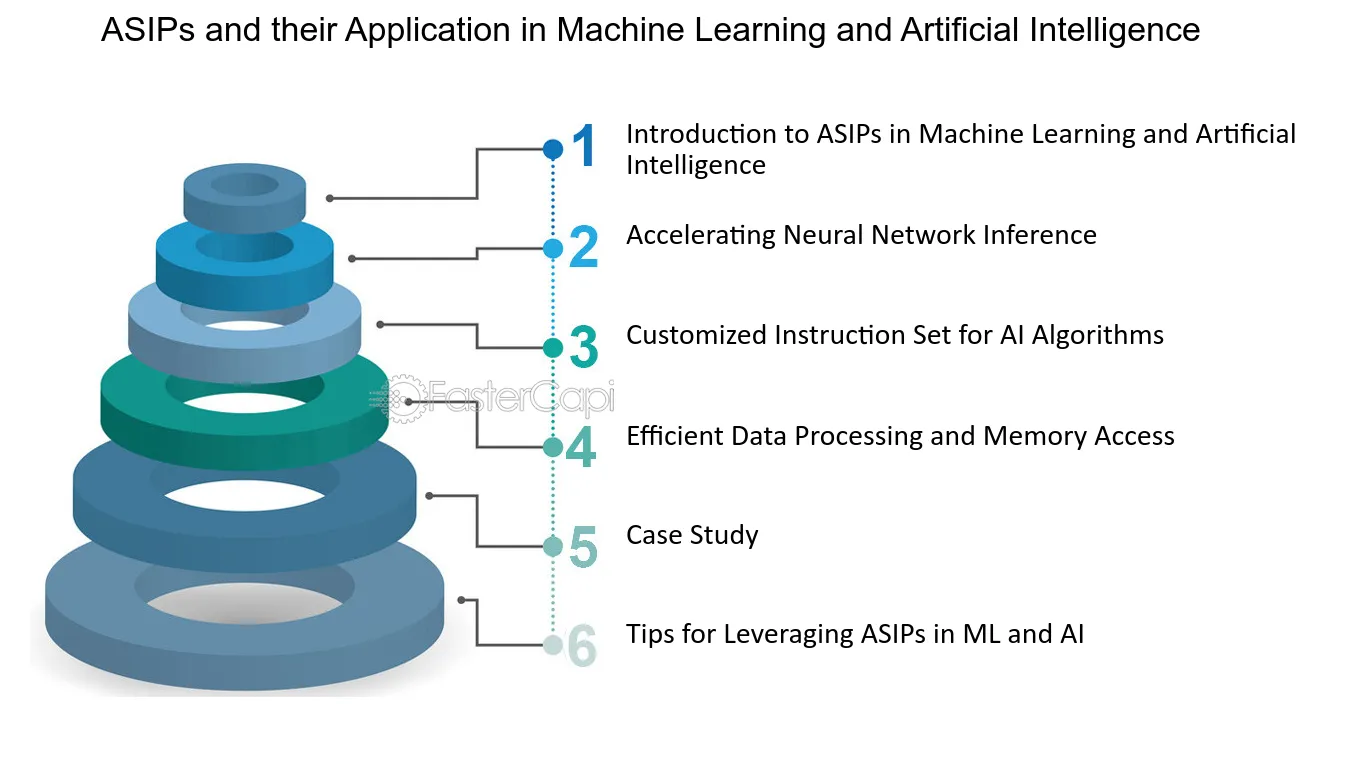 ASIPs and their Application in Machine Learning and Artificial Intelligence
1
Introduction to ASIPs in Machine Learning and Artificial
Intelligence
2
Accelerating Neural Network Inference
3
Customized Instruction Set for AI Algorithms
FasterCapi
4
Efficient Data Processing and Memory Access
5
Case Study
6
Tips for Leveraging ASIPs in ML and AI